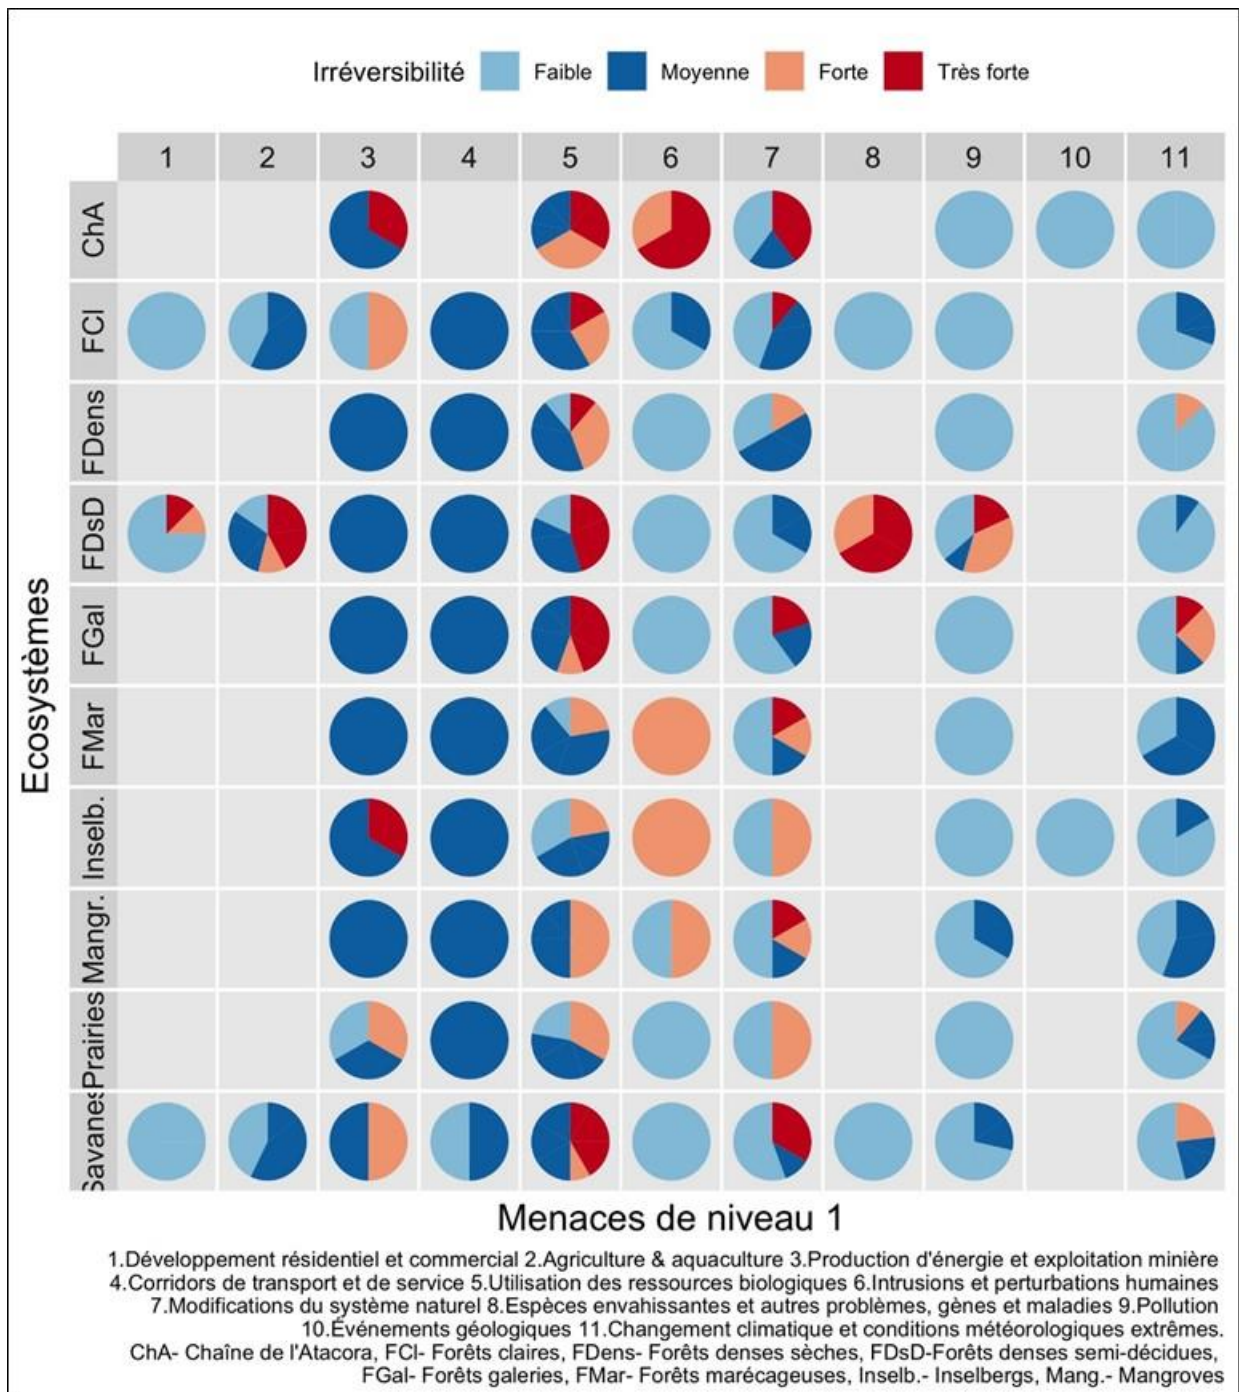 Irréversibilité Faible Moyenne Forte Très forte
1 2 3 4 5 6 7 8 9 10 11
Ecosystèmes
ChA
FCl
FDens
FDsD
FGal
FMar
Inselb.
Mangr.
Prairies
Savanes
Menaces de niveau 1
1.Développement résidentiel et commercial 2.Agriculture & aquaculture 3.Production d'énergie et exploitation minière
4.Corridors de transport et de service 5.Utilisation des ressources biologiques 6.Intrusions et perturbations humaines
7.Modifications du système naturel 8.Espèces envahissantes et autres problèmes, gènes et maladies 9.Pollution
10.Événements géologiques 11.Changement climatique et conditions météorologiques extrêmes.
ChA- Chaîne de l'Atacora, FCl- Forêts claires, FDens- Forêts denses sèches, FDsD-Forêts denses semi-décidues,
FGal- Forêts galeries, FMar- Forêts marécageuses, Inselb.- Inselbergs, Mang.- Mangroves